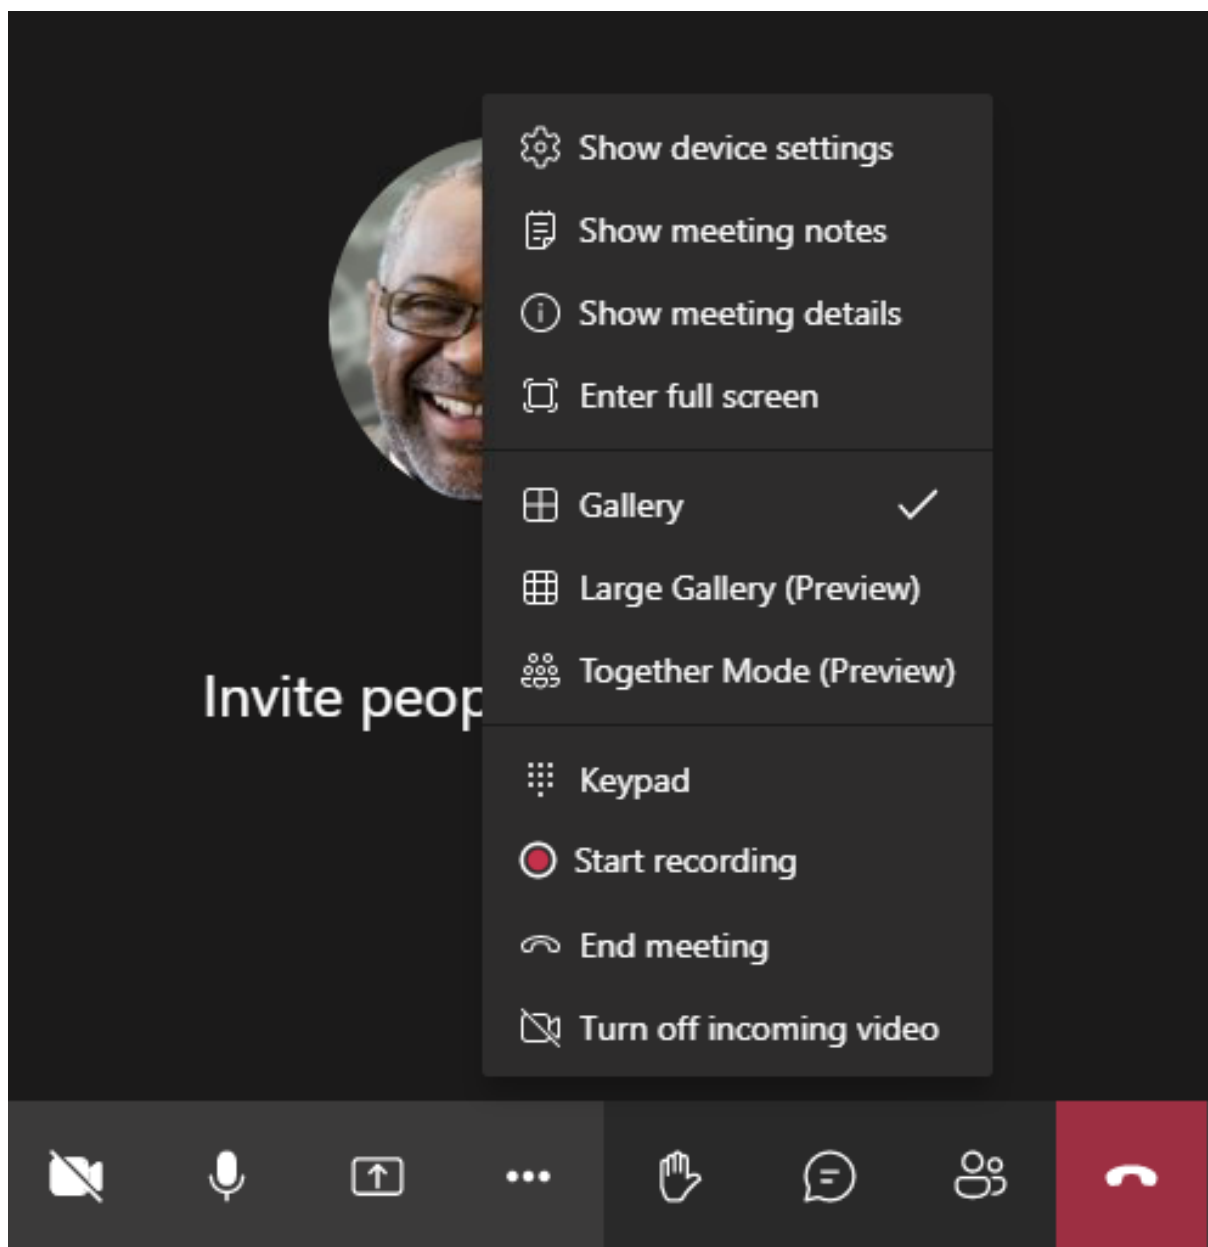 Show device settings
Show meeting notes
Show meeting details
Enter full screen
Gallery
Large Gallery (Preview)
Together Mode (Preview)
Invite peop
Keypad
Start recording
End meeting
Turn off incoming video